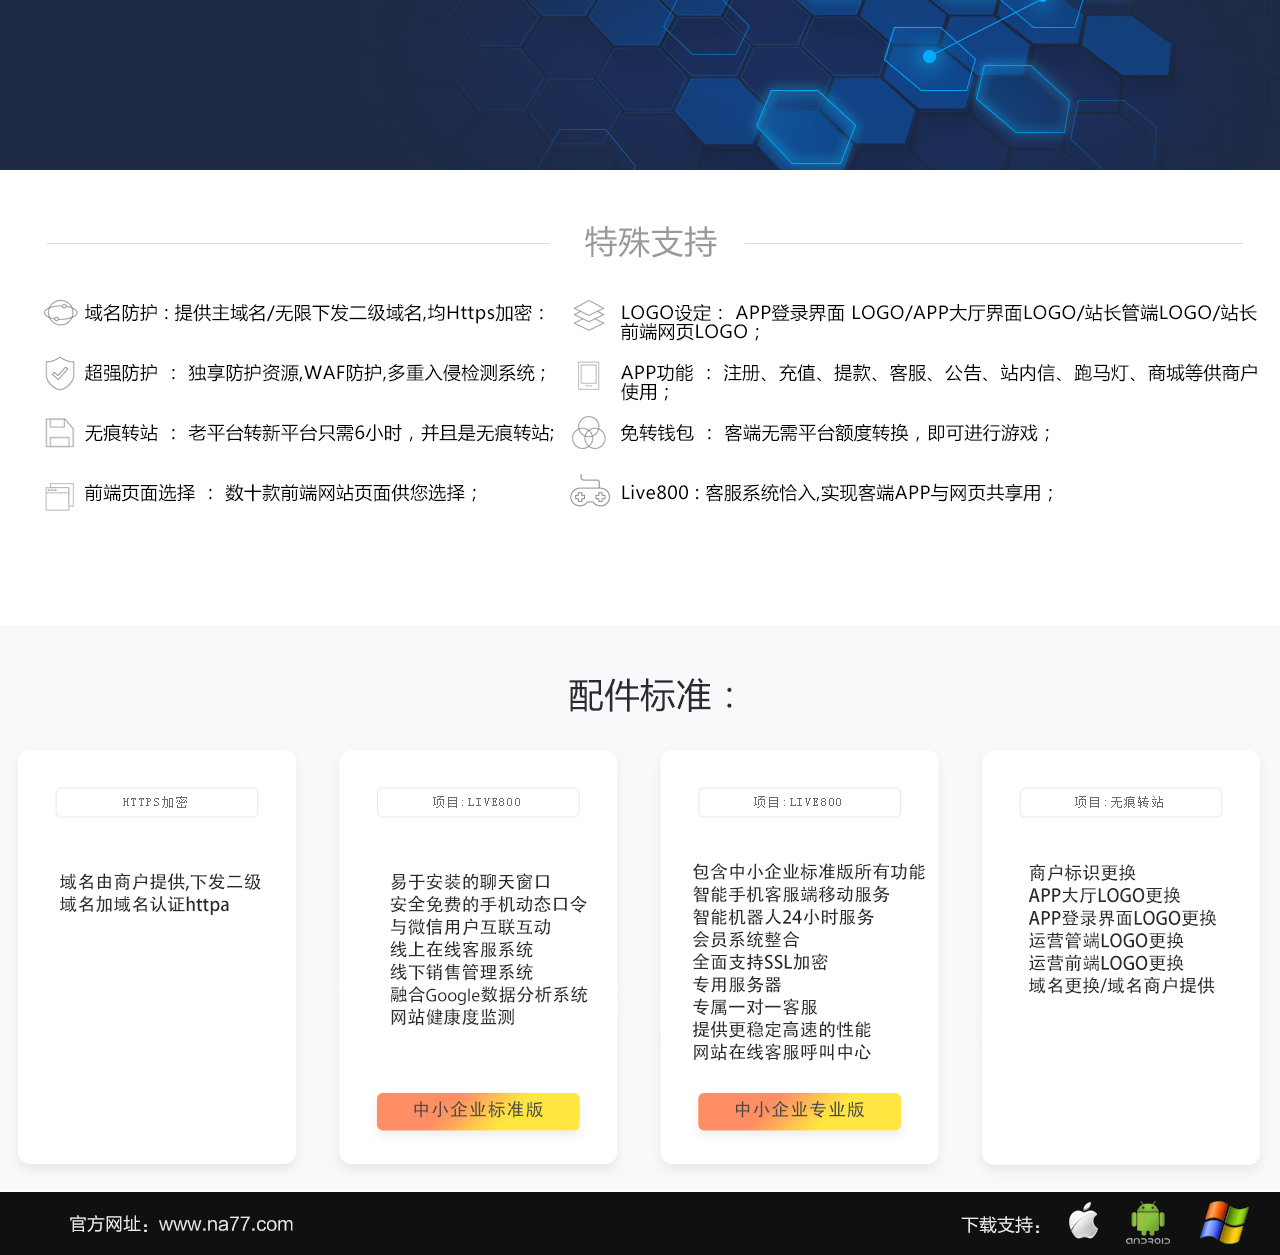 特殊支持
域名防护 : 提供主域名/无限下发二级域名,均Https加密：
LOGO设定： APP登录界面 LOGO/APP大厅界面LOGO/站长管端LOGO/站长
前端网页LOGO；
超强防护 ： 独享防护资源,WAF防护,多重入侵检测系统；
APP功能 ： 注册、充值、提款、客服、公告、站内信、跑马灯、商城等供商户
使用；
无痕转站 ： 老平台转新平台只需6小时，并且是无痕转站;
免转钱包 ： 客端无需平台额度转换，即可进行游戏；
前端页面选择 ： 数十款前端网站页面供您选择；
Live800 : 客服系统恰入,实现客端APP与网页共享用；
配件标准：
HTTPS加密
域名由商户提供,下发二级
域名加域名认证httpa
项目:LIVE800
易于安装的聊天窗口
安全免费的手机动态口令
与微信用户互联互动
线上在线客服系统
线下销售管理系统
融合Google数据分析系统
网站健康度监测
中小企业标准版
项目:LIVE800
包含中小企业标准版所有功能
智能手机客服端移动服务
智能机器人24小时服务
会员系统整合
全面支持SSL加密
专用服务器
专属一对一客服
提供更稳定高速的性能
网站在线客服呼叫中心
中小企业专业版
项目:无痕转站
商户标识更换
APP大厅LOGO更换
APP登录界面LOGO更换
运营管端LOGO更换
运营前端LOGO更换
域名更换/域名商户提供
官方网址：www.na77.com
下载支持：
ANDROID